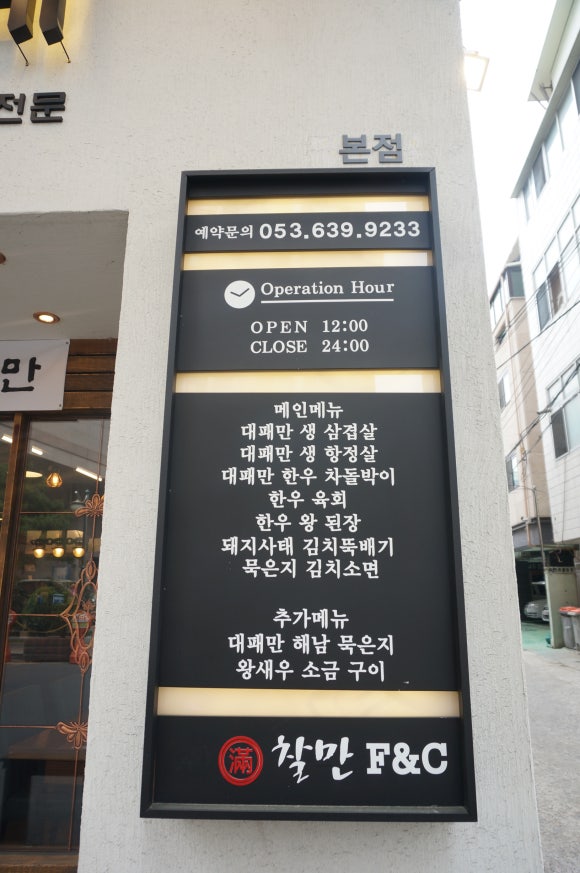 전문
본점
예약문의 053.639.9233
Operation Hour
OPEN 12:00
CLOSE 24:00
만
메인메뉴
대패만 생 삼겹살
대패만 생 항정살
대패만 한우 차돌박이
한우 육회
한우 왕 된장
돼지사태 김치뚝배기
묵은지 김치소면
추가메뉴
대패만 해남 묵은지
왕새우 소금 구이
滿 찰만 F&C